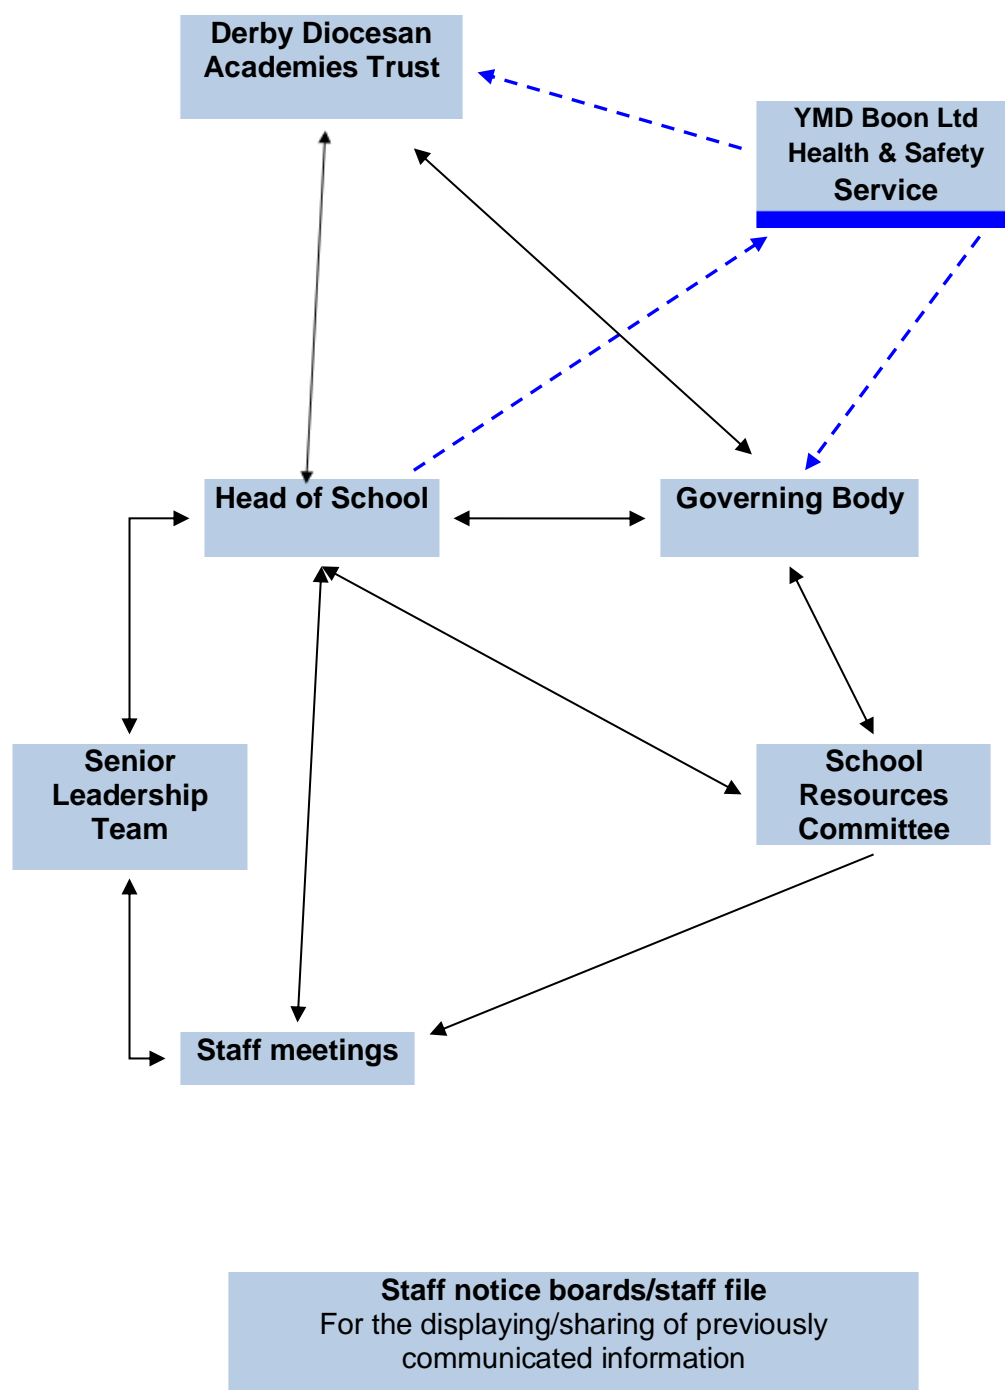 Derby Diocesan
Academies Trust
YMD Boon Ltd
Health & Safety
Service
Head of School
Governing Body
Senior
Leadership
Team
School
Resources
Committee
Staff meetings
Staff notice boards/staff file
For the displaying/sharing of previously
communicated information